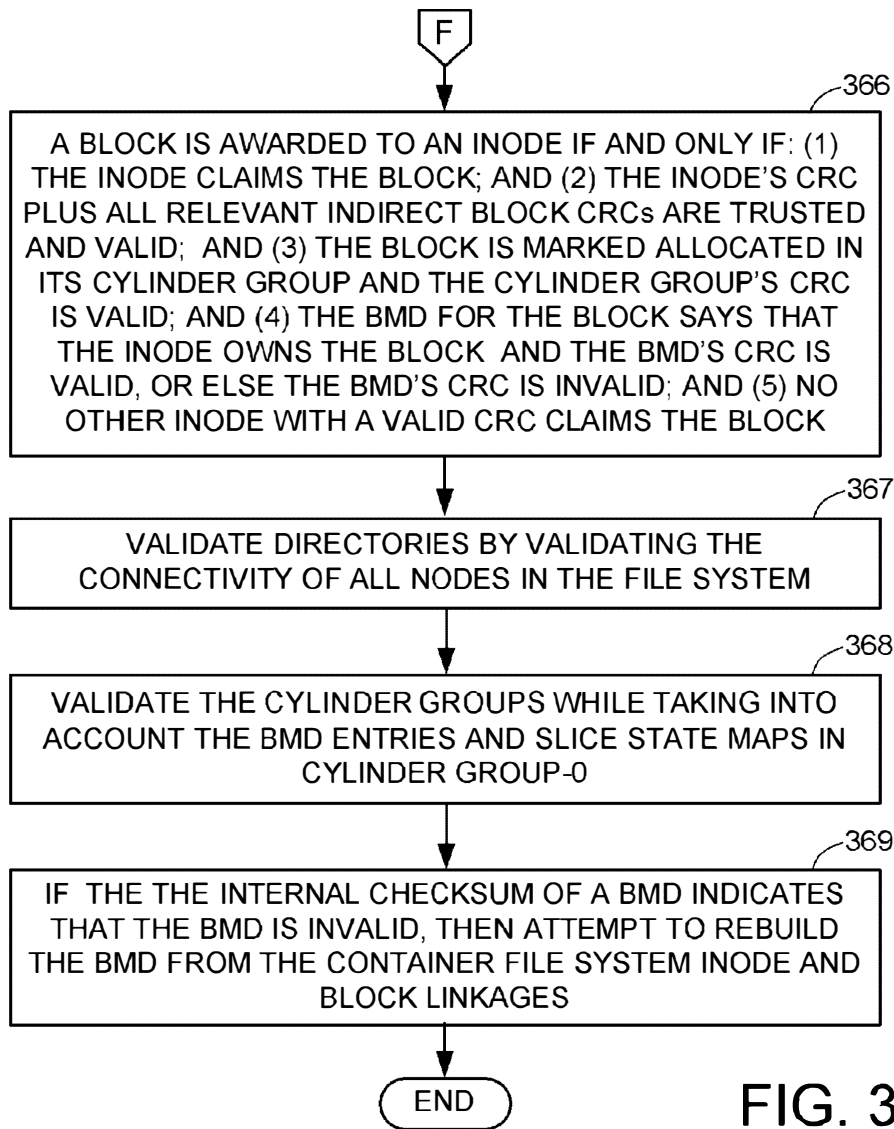 F
366
A BLOCK IS AWARDED TO AN INODE IF AND ONLY IF: (1)
THE INODE CLAIMS THE BLOCK; AND (2) THE INODE'S CRC
PLUS ALL RELEVANT INDIRECT BLOCK CRCs ARE TRUSTED
AND VALID; AND (3) THE BLOCK IS MARKED ALLOCATED IN
ITS CYLINDER GROUP AND THE CYLINDER GROUP'S CRC
IS VALID; AND (4) THE BMD FOR THE BLOCK SAYS THAT
THE INODE OWNS THE BLOCK AND THE BMD'S CRC IS
VALID, OR ELSE THE BMD'S CRC IS INVALID; AND (5) NO
OTHER INODE WITH A VALID CRC CLAIMS THE BLOCK
367
VALIDATE DIRECTORIES BY VALIDATING THE
CONNECTIVITY OF ALL NODES IN THE FILE SYSTEM
368
VALIDATE THE CYLINDER GROUPS WHILE TAKING INTO
ACCOUNT THE BMD ENTRIES AND SLICE STATE MAPS IN
CYLINDER GROUP-0
369
IF THE THE INTERNAL CHECKSUM OF A BMD INDICATES
THAT THE BMD IS INVALID, THEN ATTEMPT TO REBUILD
THE BMD FROM THE CONTAINER FILE SYSTEM INODE AND
BLOCK LINKAGES
END
FIG. 3